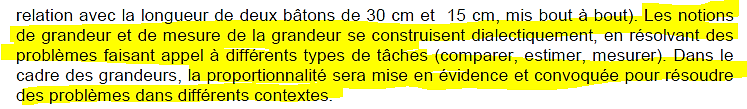 relation avec la longueur de deux bâtons de 30 cm et 15 cm, mis bout à bout). Les notions
de grandeur et de mesure de la grandeur se construisent dialectiquement, en résolvant des
problèmes faisant appel à différents types de tâches (comparer, estimer, mesurer). Dans le
cadre des grandeurs, la proportionnalité sera mise en évidence et convoquée pour résoudre
des problèmes dans différents contextes.